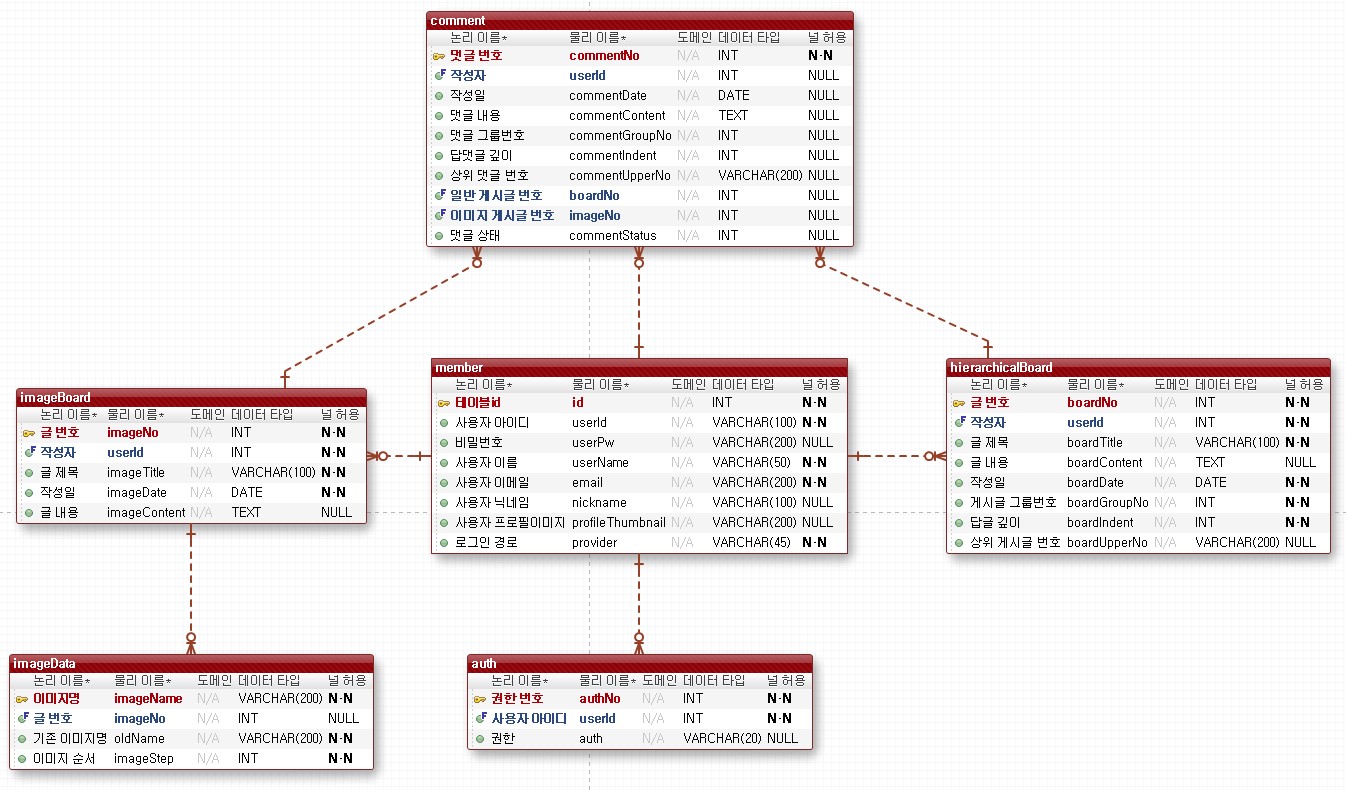 comment
논리 이름* 물리 이름* 도메인 데이터 타입 널 허용
댓글 번호 commentNo N/A INT N-N
작성자 userId N/A INT NULL
작성일 commentDate N/A DATE NULL
댓글 내용 commentContent N/A TEXT NULL
댓글 그룹번호 commentGroupNo N/A INT NULL
답댓글 깊이 commentIndent N/A INT NULL
상위 댓글 번호 commentUpperNo N/A VARCHAR(200) NULL
일반 게시글 번호 boardNo N/A INT NULL
이미지 게시글 번호 imageNo N/A INT NULL
댓글 상태 commentStatus N/A INT NULL
imageBoard
논리 이름* 물리 이름* 도메인 데이터 타입 널 허용
글 번호 imageNo N/A INT N-N
작성자 userId N/A INT N-N
글 제목 imageTitle N/A VARCHAR(100) N-N
작성일 imageDate N/A DATE N-N
글 내용 imageContent N/A TEXT NULL
member
논리 이름* 물리 이름* 도메인 데이터 타입 널 허용
테이블id id N/A INT N-N
사용자 아이디 userId N/A VARCHAR(100) N-N
비밀번호 userPw N/A VARCHAR(200) NULL
사용자 이름 userName N/A VARCHAR(50) N-N
사용자 이메일 email N/A VARCHAR(200) N-N
사용자 닉네임 nickname N/A VARCHAR(100) NULL
사용자 프로필이미지 profileThumbnail N/A VARCHAR(200) NULL
로그인 경로 provider N/A VARCHAR(45) N-N
hierarchicalBoard
논리 이름* 물리 이름* 도메인 데이터 타입 널 허용
글 번호 boardNo N/A INT N-N
작성자 userId N/A INT N-N
글 제목 boardTitle N/A VARCHAR(100) N-N
글 내용 boardContent N/A TEXT NULL
작성일 boardDate N/A DATE N-N
게시글 그룹번호 boardGroupNo N/A INT N-N
답글 깊이 boardIndent N/A INT N-N
상위 게시글 번호 boardUpperNo N/A VARCHAR(200) NULL
imageData
논리 이름* 물리 이름* 도메인 데이터 타입 널 허용
이미지명 imageName N/A VARCHAR(200) N-N
글 번호 imageNo N/A INT NULL
기존 이미지명 oldName N/A VARCHAR(200) N-N
이미지 순서 imageStep N/A INT N-N
auth
논리 이름* 물리 이름* 도메인 데이터 타입 널 허용
권한 번호 authNo N/A INT N-N
사용자 아이디 userId N/A INT N-N
권한 auth N/A VARCHAR(20) NULL